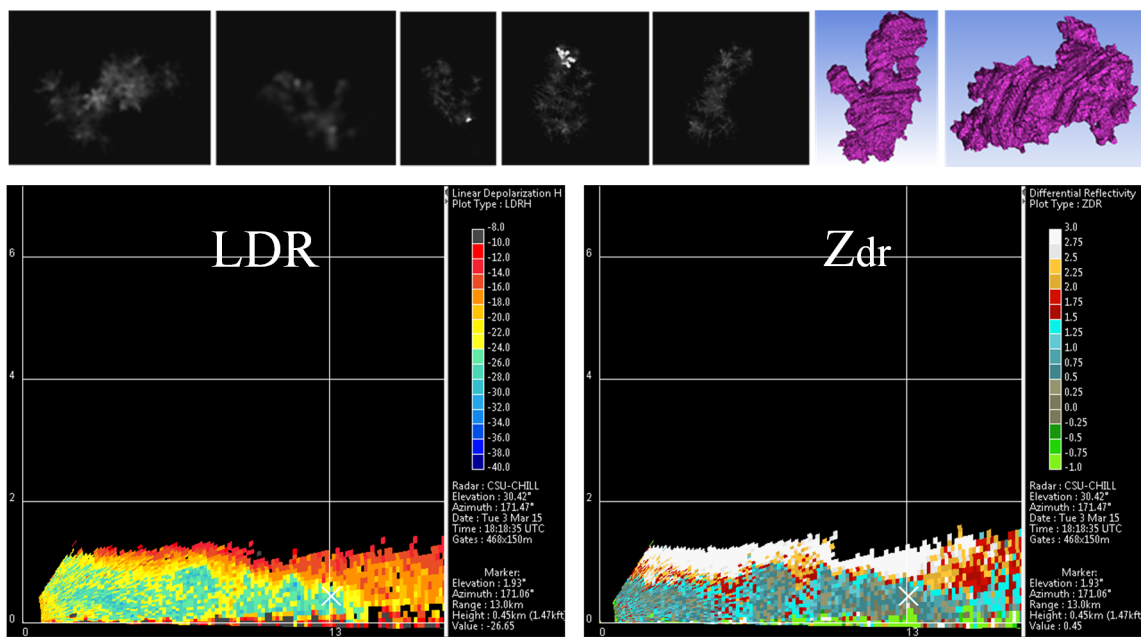 Linear Depolarization H
Plot Type : LDRH
LDR
-8.0
-10.0
-12.0
-14.0
-16.0
-18.0
-20.0
-22.0
-24.0
-26.0
-28.0
-30.0
-32.0
-34.0
-36.0
-38.0
-40.0
6
4
2
0
0
13
Radar : CSU-CHILL
Elevation : 30.42°
Azimuth : 171.47°
Date : Tue 3 Mar 15
Time : 18:18:35 UTC
Gates : 468x150m
Marker:
Elevation : 1.93°
Azimuth : 171.06°
Range : 13.0km
Height : 0.45km (1.47kft)
Value : -26.65
Differential Reflectivity
Plot Type : ZDR
Zdr
3.0
2.75
2.5
2.25
2.0
1.75
1.5
1.25
1.0
0.75
0.5
0.25
0.0
-0.25
-0.5
-0.75
-1.0
6
4
2
0
0
13
Radar : CSU-CHILL
Elevation : 30.42°
Azimuth : 171.47°
Date : Tue 3 Mar 15
Time : 18:18:35 UTC
Gates : 468x150m
Marker:
Elevation : 1.93°
Azimuth : 171.06°
Range : 13.0km
Height : 0.45km (1.47kft)
Value : 0.45